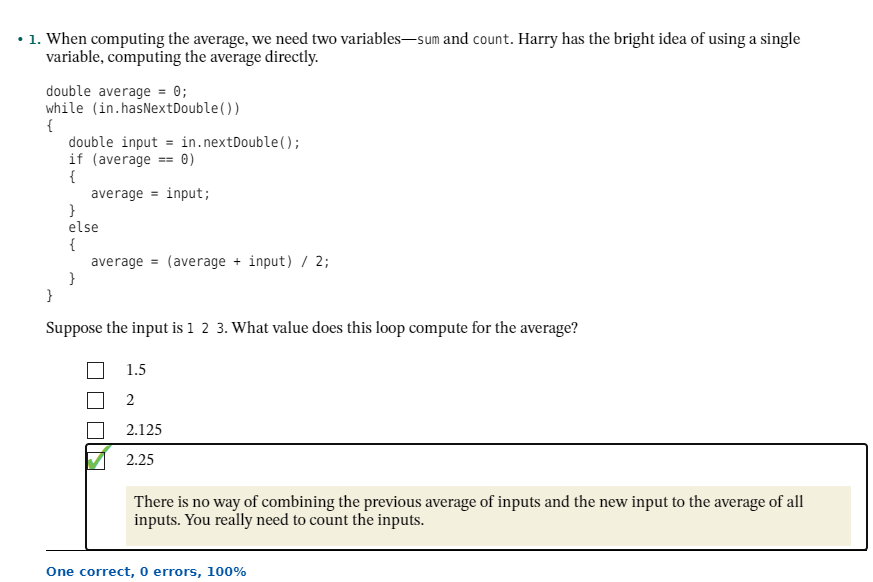 • 1. When computing the average, we need two variables—sum and count. Harry has the bright idea of using a single
variable, computing the average directly.
double average = 0;
while (in.hasNextDouble())
{
double input = in.nextDouble();
if (average == 0)
{
average = input;
}
else
{
average = (average + input) / 2;
}
}
Suppose the input is 1 2 3. What value does this loop compute for the average?
1.5
2
2.125
2.25
There is no way of combining the previous average of inputs and the new input to the average of all
inputs. You really need to count the inputs.
One correct, 0 errors, 100%